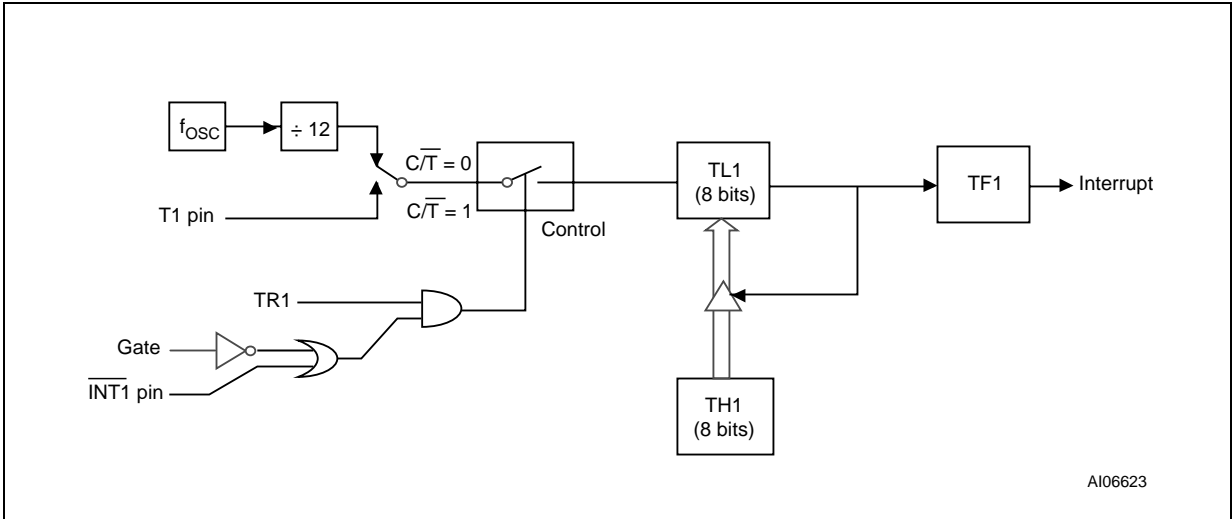 fOSC
÷ 12
C/T̅ = 0
T1 pin
C/T̅ = 1
Control
TL1
(8 bits)
TF1
Interrupt
TR1
Gate
I̅N̅T̅1̅ pin
TH1
(8 bits)
AI06623